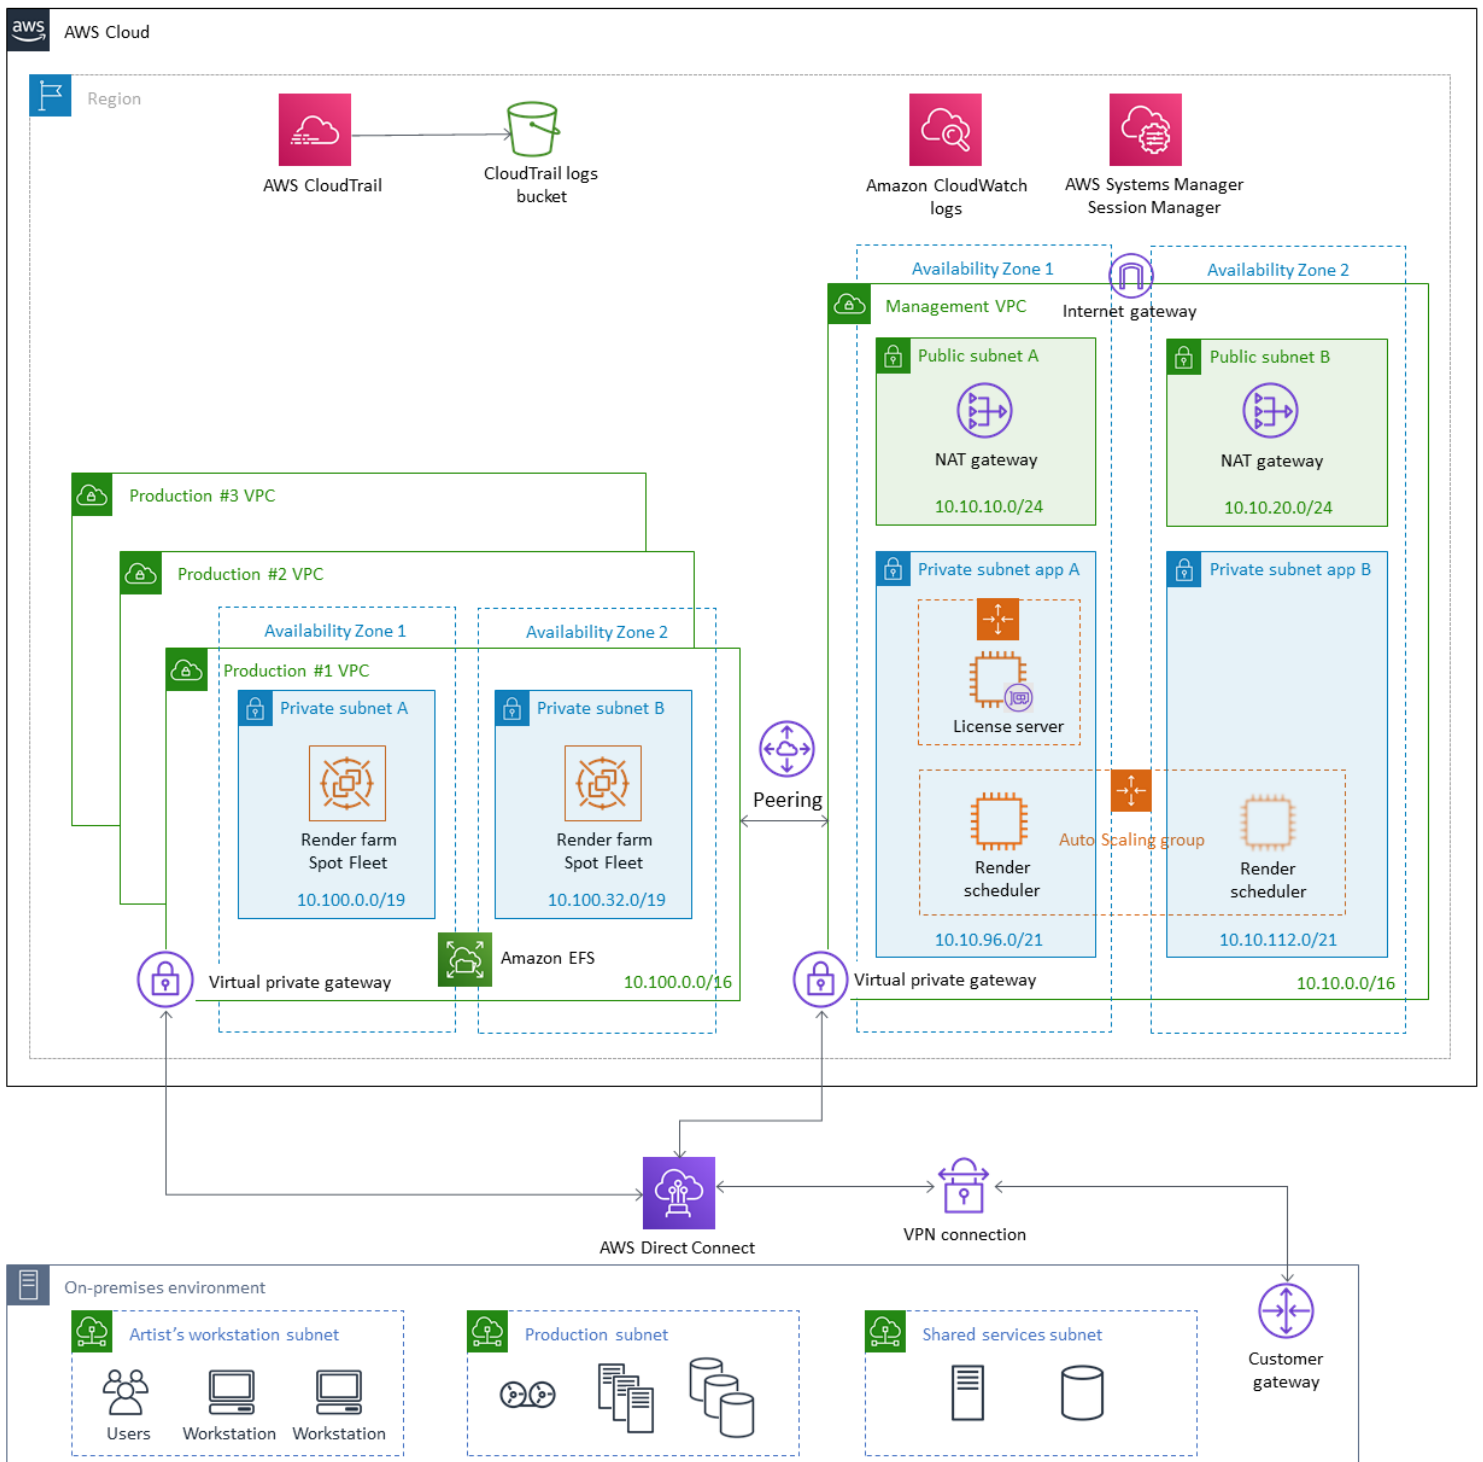 aws
AWS Cloud
Region
AWS CloudTrail
CloudTrail logs
bucket
Amazon CloudWatch
logs
AWS Systems Manager
Session Manager
Availability Zone 1
Availability Zone 2
Internet gateway
Management VPC
Public subnet A
NAT gateway
10.10.10.0/24
Public subnet B
NAT gateway
10.10.20.0/24
Production #3 VPC
Production #2 VPC
Availability Zone 1
Availability Zone 2
Production #1 VPC
Private subnet A
Render farm
Spot Fleet
10.100.0.0/19
Private subnet B
Render farm
Spot Fleet
10.100.32.0/19
Virtual private gateway
Amazon EFS
10.100.0.0/16
Peering
Private subnet app A
License server
Private subnet app B
Auto Scaling group
Render
scheduler
Render
scheduler
10.10.96.0/21
10.10.112.0/21
Virtual private gateway
10.10.0.0/16
AWS Direct Connect
VPN connection
On-premises environment
Artist’s workstation subnet
Users
Workstation
Workstation
Production subnet
Shared services subnet
Customer
gateway